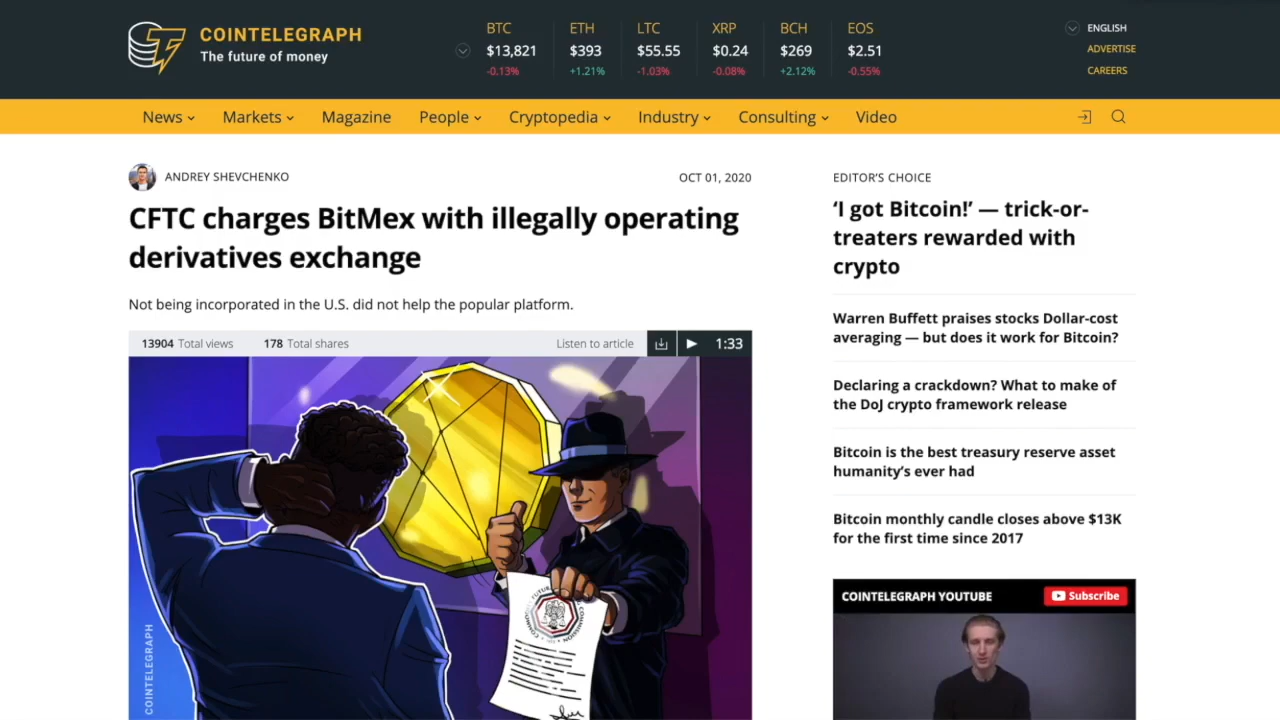 COINTELEGRAPH
The future of money
BTC
$13,821
-0.13%
ETH
$393
+1.21%
LTC
$55.55
-1.03%
XRP
$0.24
-0.08%
BCH
$269
+2.12%
EOS
$2.51
-0.55%
ENGLISH
ADVERTISE
CAREERS
News Markets Magazine People Cryptopedia Industry Consulting Video
ANDREY SHEVCHENKO
OCT 01, 2020
CFTC charges BitMex with illegally operating
derivatives exchange
Not being incorporated in the U.S. did not help the popular platform.
13904 Total views 178 Total shares Listen to article 1:33
COINTELEGRAPH
EDITOR'S CHOICE
‘I got Bitcoin!’ — trick-or-
treaters rewarded with
crypto
Warren Buffett praises stocks Dollar-cost
averaging — but does it work for Bitcoin?
Declaring a crackdown? What to make of
the DoJ crypto framework release
Bitcoin is the best treasury reserve asset
humanity’s ever had
Bitcoin monthly candle closes above $13K
for the first time since 2017
COINTELEGRAPH YOUTUBE
Subscribe